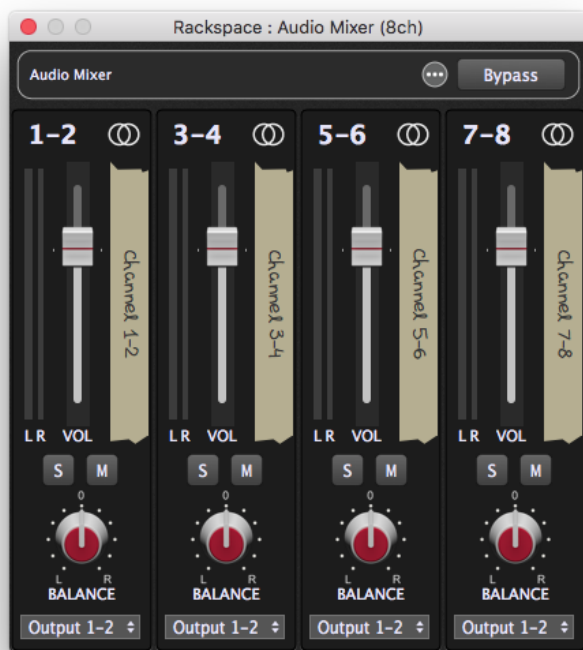 Rackspace : Audio Mixer (8ch)
Audio Mixer
Bypass
1-2
3-4
5-6
7-8
Channel 1-2
Channel 3-4
Channel 5-6
Channel 7-8
L R VOL
L R VOL
L R VOL
L R VOL
S M
S M
S M
S M
0
0
0
0
L R
L R
L R
L R
BALANCE
BALANCE
BALANCE
BALANCE
Output 1-2
Output 1-2
Output 1-2
Output 1-2